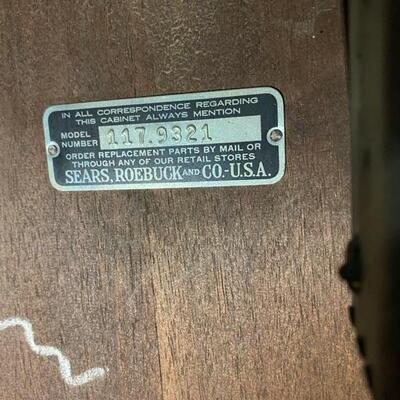 IN ALL CORRESPONDENCE REGARDING
THIS CABINET ALWAYS MENTION
MODEL NUMBER 117.9321
ORDER REPLACEMENT PARTS BY MAIL OR
THROUGH ANY OF OUR RETAIL STORES
SEARS, ROEBUCK AND CO.-U.S.A.